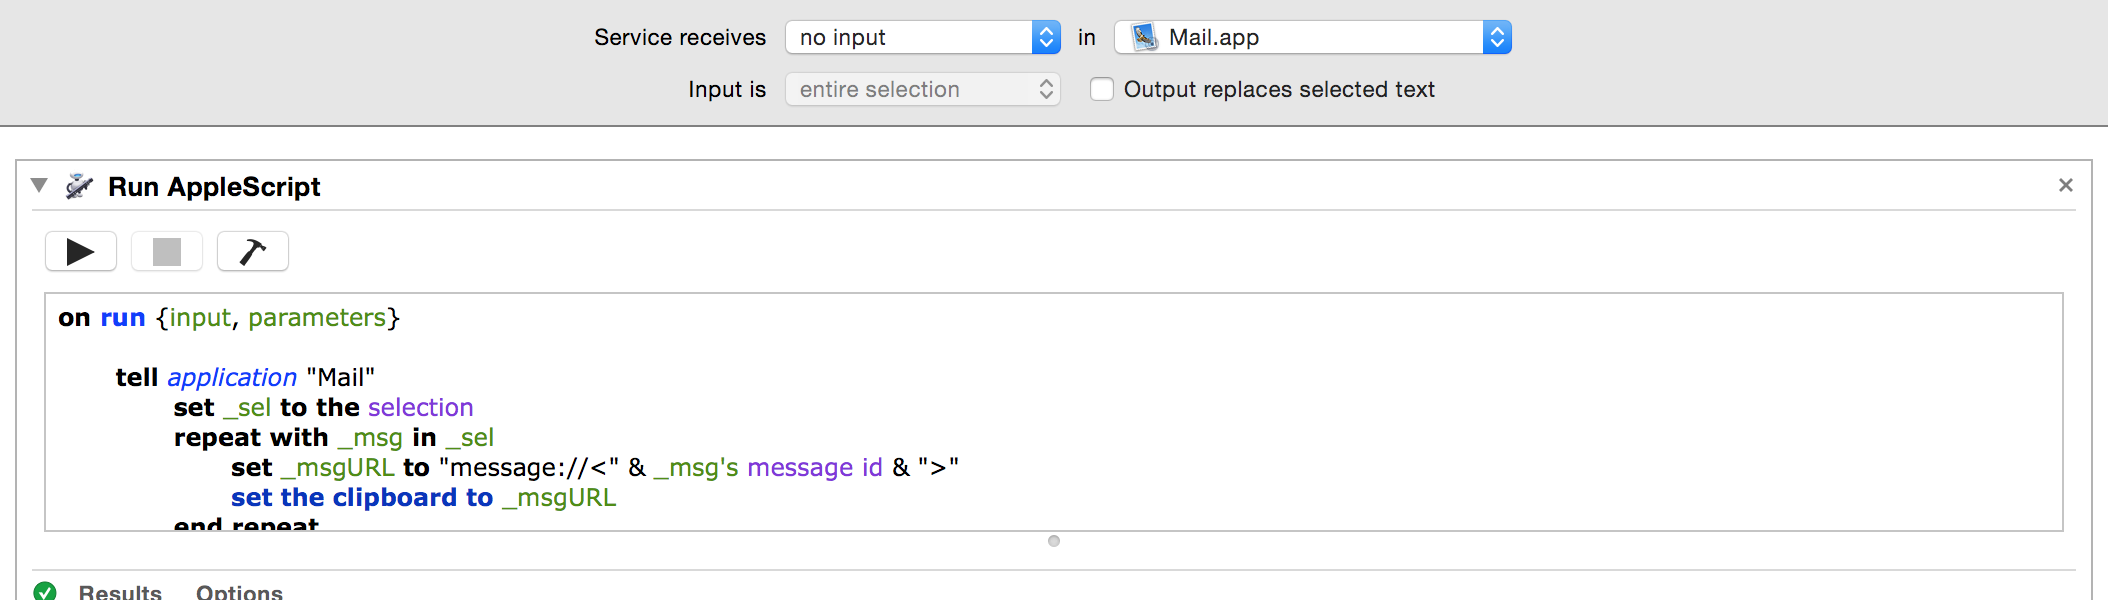 Service receives no input in Mail.app
Input is entire selection Output replaces selected text
Run AppleScript
on run {input, parameters}
tell application "Mail"
set _sel to the selection
repeat with _msg in _sel
set _msgURL to "message://<" & _msg's message id & ">"
set the clipboard to _msgURL
end repeat
Results Options